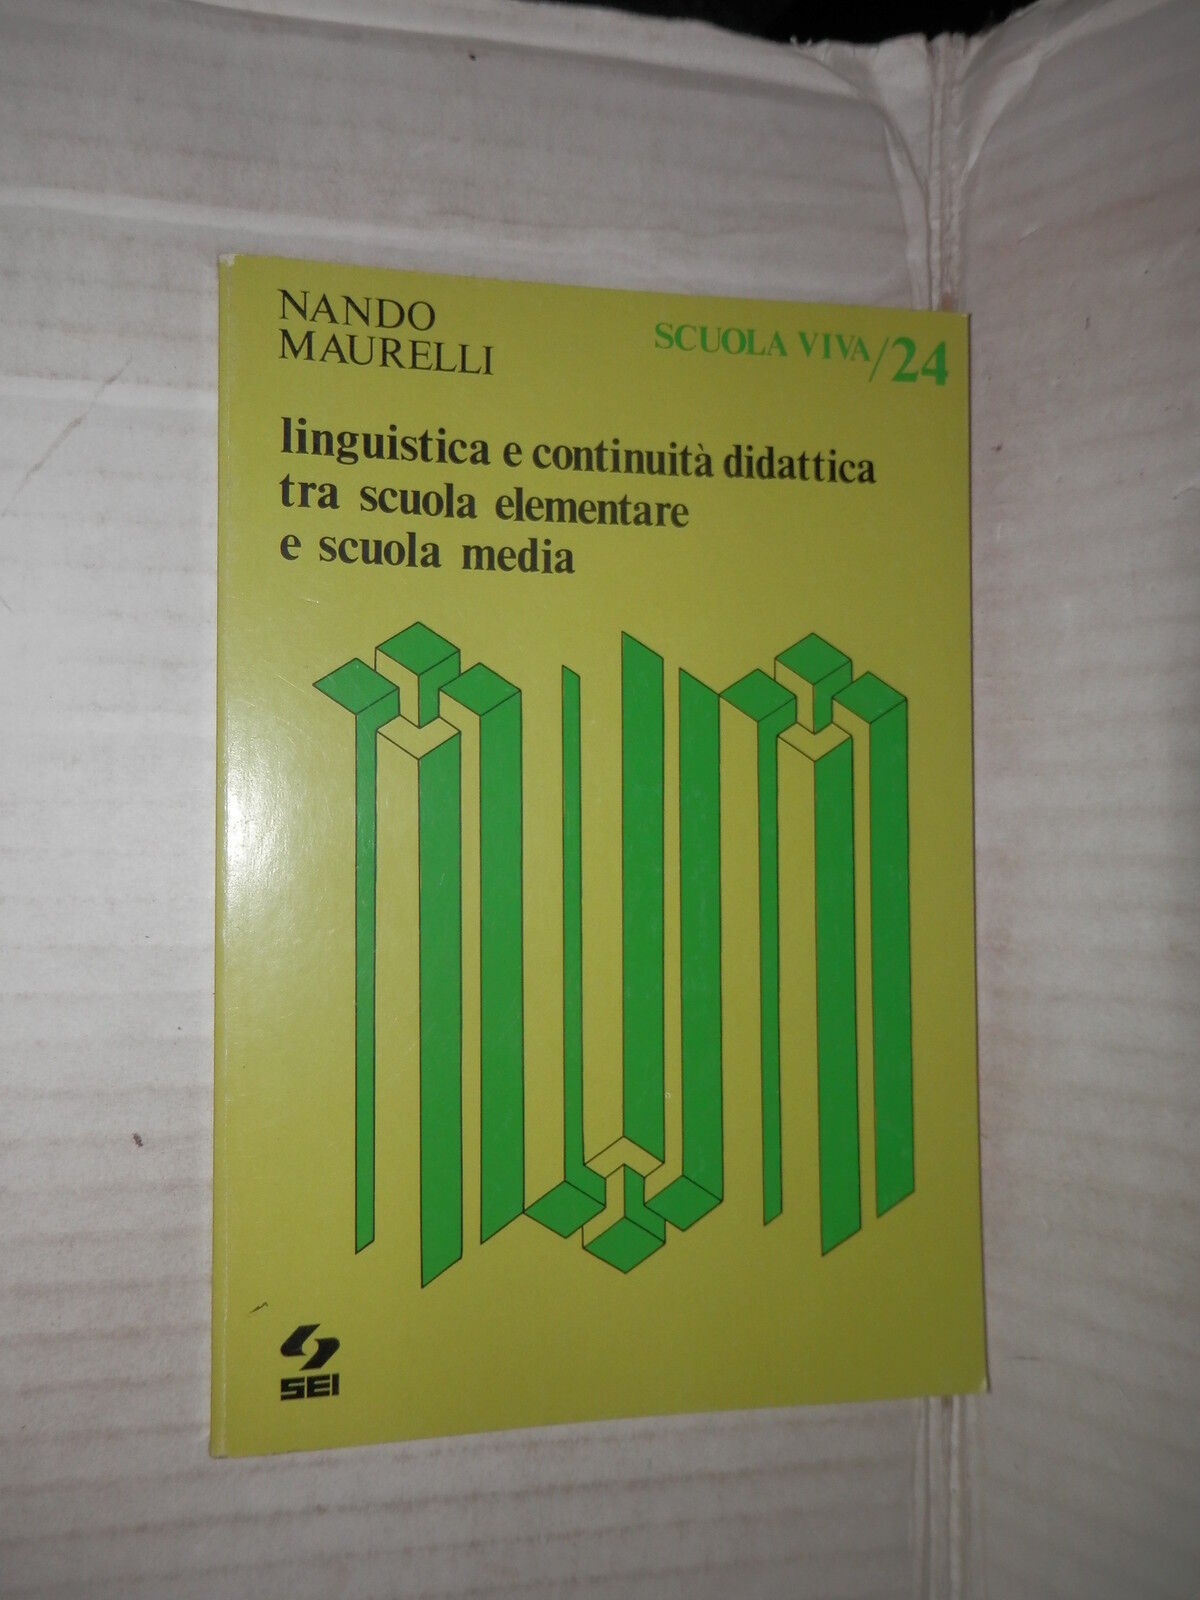 NANDO
MAURELLI
SCUOLA VIVA/24
linguistica e continuità didattica
tra scuola elementare
e scuola media
SEI